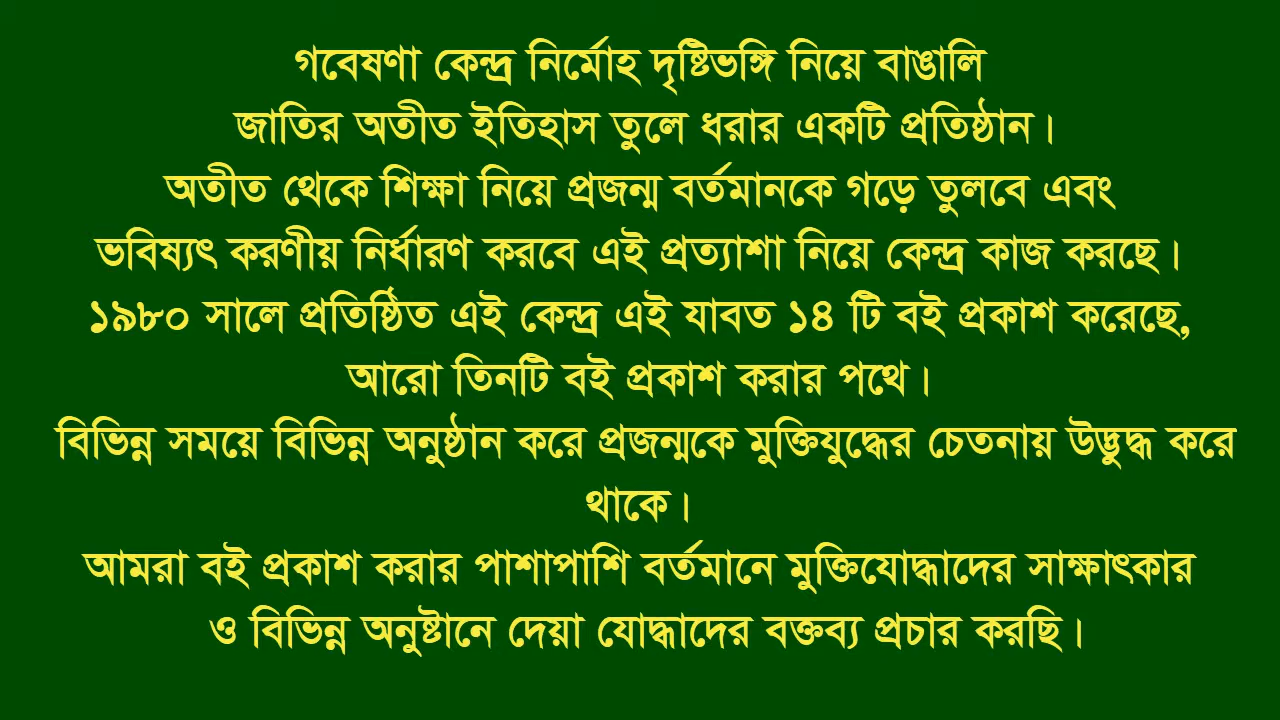 গবেষণা কেন্দ্র নির্মোহ দৃষ্টিভঙ্গি নিয়ে বাঙালি
জাতির অতীত ইতিহাস তুলে ধরার একটি প্রতিষ্ঠান।
অতীত থেকে শিক্ষা নিয়ে প্রজন্ম বর্তমানকে গড়ে তুলবে এবং
ভবিষ্যৎ করণীয় নির্ধারণ করবে এই প্রত্যাশা নিয়ে কেন্দ্র কাজ করছে।
১৯৮০ সালে প্রতিষ্ঠিত এই কেন্দ্র এই যাবত ১৪ টি বই প্রকাশ করেছে,
আরো তিনটি বই প্রকাশ করার পথে।
বিভিন্ন সময়ে বিভিন্ন অনুষ্ঠান করে প্রজন্মকে মুক্তিযুদ্ধের চেতনায় উদ্ভুদ্ধ করে
থাকে।
আমরা বই প্রকাশ করার পাশাপাশি বর্তমানে মুক্তিযোদ্ধাদের সাক্ষাৎকার
ও বিভিন্ন অনুষ্টানে দেয়া যোদ্ধাদের বক্তব্য প্রচার করছি।